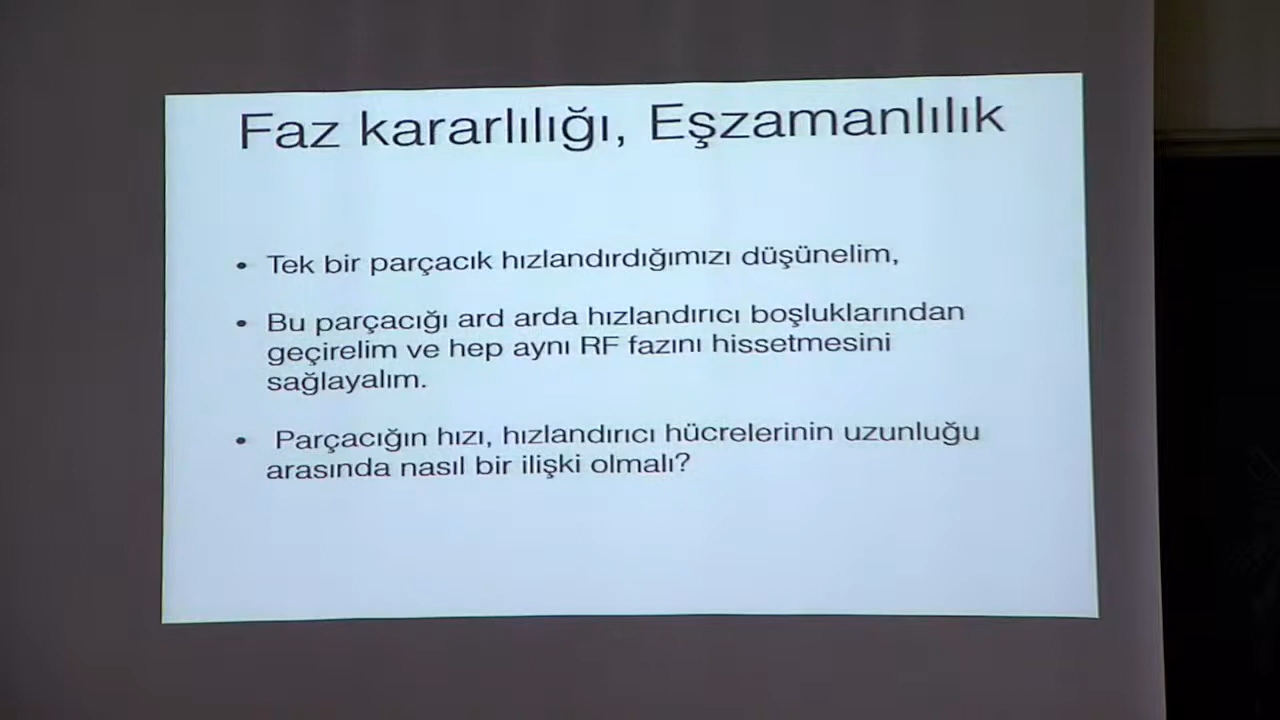 Faz kararlılığı, Eşzamanlılık
• Tek bir parçacık hızlandırdığımızı düşünelim,
• Bu parçacığı ard arda hızlandırıcı boşluklarından
geçirelim ve hep aynı RF fazını hissetmesini
sağlayalım.
• Parçacığın hızı, hızlandırıcı hücrelerinin uzunluğu
arasında nasıl bir ilişki olmalı?